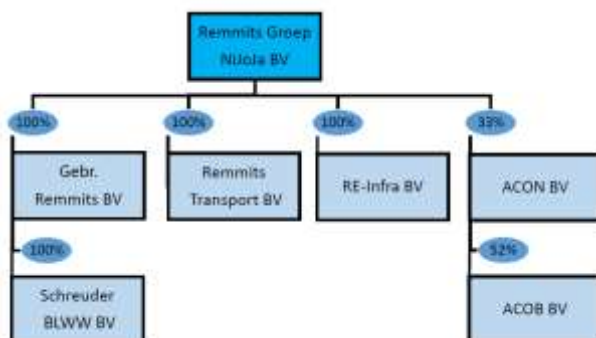 Remmits Groep
NiJoJa BV
100%
100%
100%
33%
Gebr.
Remmits BV
Remmits
Transport BV
RE-Infra BV
ACON BV
100%
52%
Schreuder
BLWW BV
ACOB BV